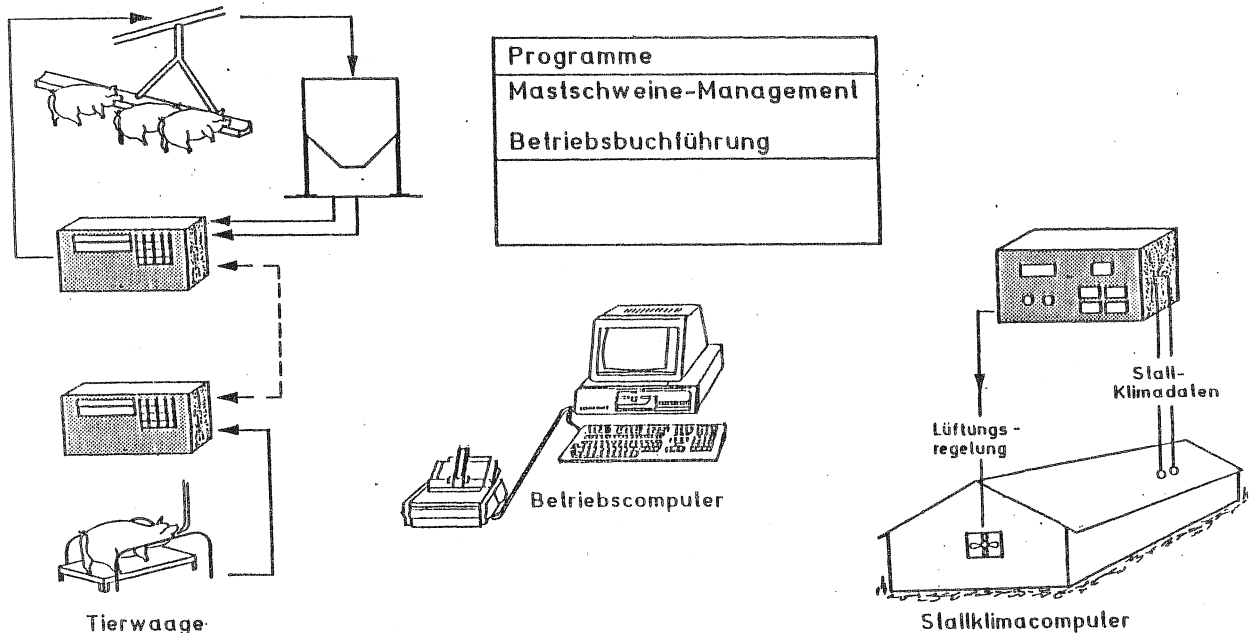 Programme
Mastschweine-Management
Betriebsbuchführung
Stall-
Klimadaten
Lüftungs-
regelung
Betriebscomputer
Tierwaage
Stallklimacomputer